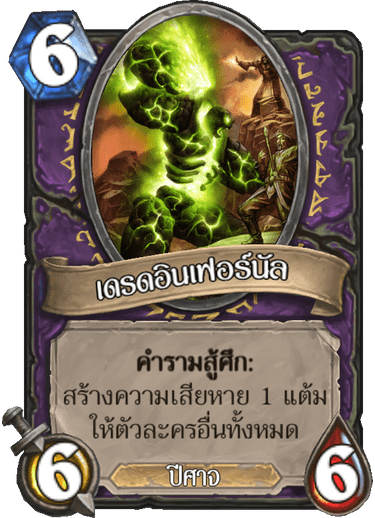 6
เดรดอินเฟอร์นัล
คำรามสู้ศึก:
สร้างความเสียหาย 1 แต้ม
ให้ตัวละครอื่นทั้งหมด
6
ปีศาจ
6